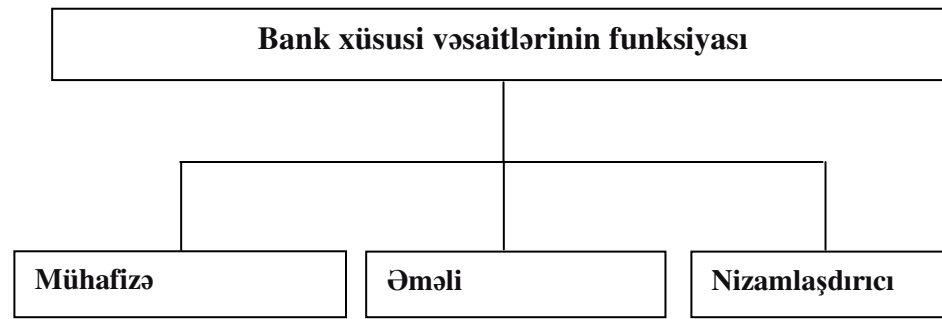 Bank xüsusi vəsaitlərinin funksiyası
Mühafizə
Əməli
Nizamlaşdırıcı